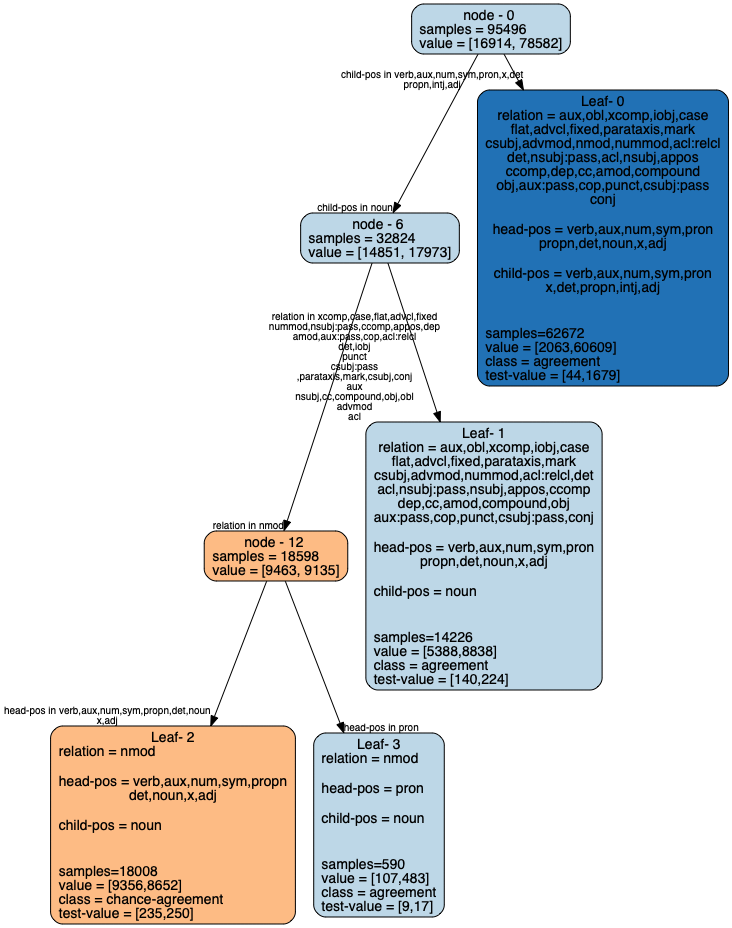 node - 0
samples = 95496
value = [16914, 78582]
child-pos in verb,aux,num,sym,pron,x,det
propn,intj,adj
Leaf- 0
relation = aux,obl,xcomp,iobj,case
flat,advcl,fixed,parataxis,mark
csubj,advmod,nmod,nummod,acl:relcl
det,nsubj:pass,acl,nsubj,appos
ccomp,dep,cc,amod,compound
obj,aux:pass,cop,punct,csubj:pass
conj
head-pos = verb,aux,num,sym,pron
propn,det,noun,x,adj
child-pos = verb,aux,num,sym,pron
x,det,propn,intj,adj
samples=62672
value = [2063,60609]
class = agreement
test-value = [44,1679]
child-pos in noun
node - 6
samples = 32824
value = [14851, 17973]
relation in xcomp,case,flat,advcl,fixed
nummod,nsubj:pass,ccomp,appos,dep
amod,aux:pass,cop,acl:relcl
det,iobj
punct
csubj:pass
,parataxis,mark,csubj,conj
aux
nsubj,cc,compound,obj,obl
advmod
acl
Leaf- 1
relation = aux,obl,xcomp,iobj,case
flat,advcl,fixed,parataxis,mark
csubj,advmod,nummod,acl:relcl,det
acl,nsubj:pass,nsubj,appos,ccomp
dep,cc,amod,compound,obj
aux:pass,cop,punct,csubj:pass,conj
head-pos = verb,aux,num,sym,pron
propn,det,noun,x,adj
child-pos = noun
samples=14226
value = [5388,8838]
class = agreement
test-value = [140,224]
relation in nmod
node - 12
samples = 18598
value = [9463, 9135]
head-pos in verb,aux,num,sym,propn,det,noun
x,adj
Leaf- 2
relation = nmod
head-pos = verb,aux,num,sym,propn
det,noun,x,adj
child-pos = noun
samples=18008
value = [9356,8652]
class = chance-agreement
test-value = [235,250]
head-pos in pron
Leaf- 3
relation = nmod
head-pos = pron
child-pos = noun
samples=590
value = [107,483]
class = agreement
test-value = [9,17]